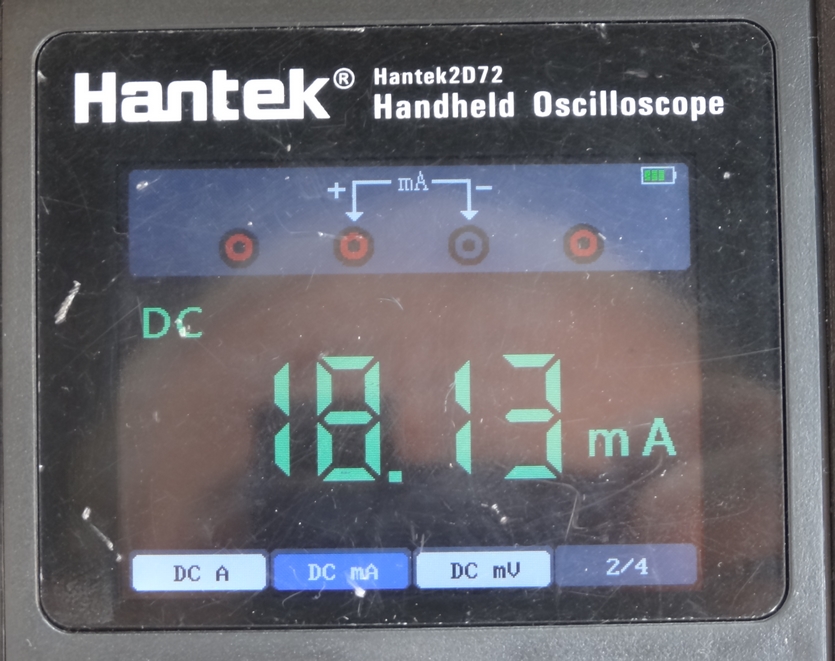 Hantek®
Hantek2D72
Handheld Oscilloscope
+ mA −
DC
18.13 mA
DC A
DC mA
DC mV
2/4